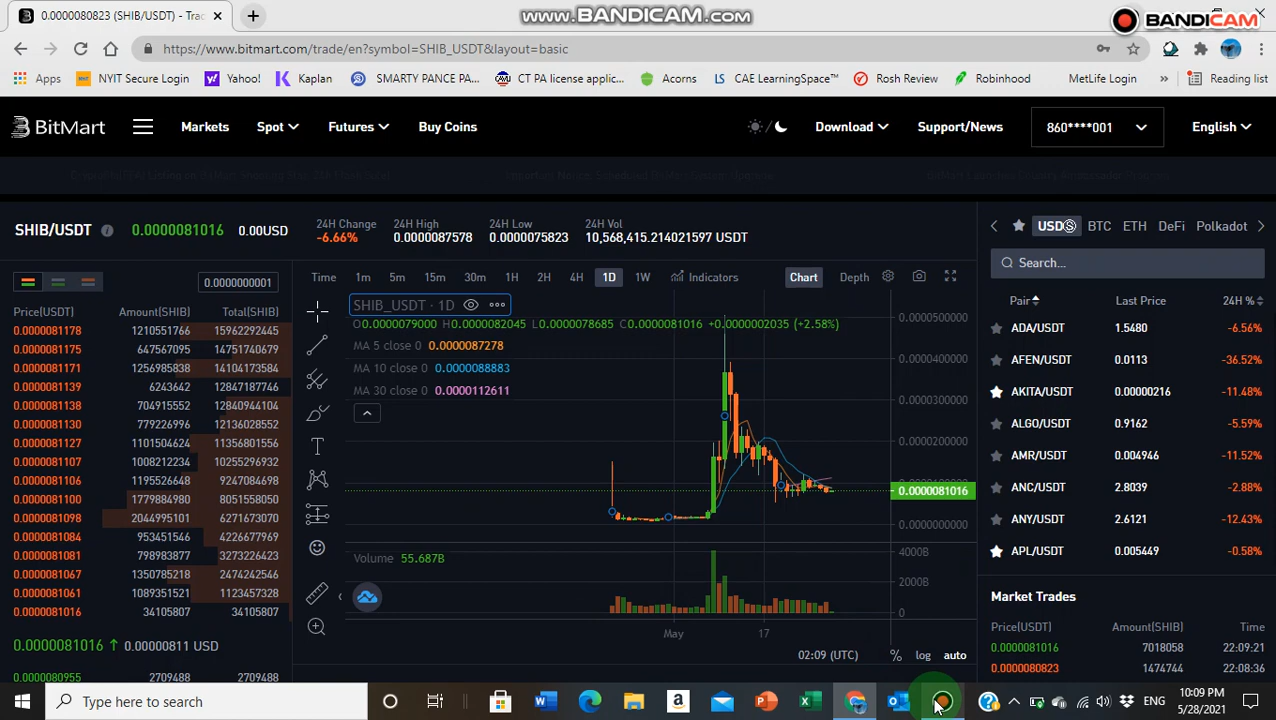 0.0000080823 (SHIB/USDT) - Tra
www.BANDICAM.com
BANDICAM
https://www.bitmart.com/trade/en?symbol=SHIB_USDT&layout=basic
Apps NYIT Secure Login Yahoo! Kaplan SMARTY PANCE PA... CT PA license applic... Acorns LS CAE LearningSpace™ Rosh Review Robinhood MetLife Login » Reading list
BitMart Markets Spot Futures Buy Coins Download Support/News 860****001 English
SHIB/USDT 0.0000081016 0.00USD
24H Change 24H High 24H Low 24H Vol
-6.66% 0.0000087578 0.0000075823 10,568,415.214021597 USDT
USDⓈ BTC ETH DeFi Polkadot
Search...
0.0000000001
Time 1m 5m 15m 30m 1H 2H 4H 1D 1W Indicators Chart Depth
Price(USDT) Amount(SHIB) Total(SHIB)
0.0000081178 1210551766 15962292445
0.0000081175 647567095 14751740679
0.0000081171 1256985838 14104173584
0.0000081139 6243642 12847187746
0.0000081138 704915552 12840944104
0.0000081130 779226996 12136028552
0.0000081127 1101504624 11356801556
0.0000081107 1008212234 10255296932
0.0000081106 1195526648 9247084698
0.0000081100 1779884980 8051558050
0.0000081098 2044995101 6271673070
0.0000081084 953451546 4226677969
0.0000081081 798983877 3273226423
0.0000081067 1350785218 2474242546
0.0000081061 1089351521 1123457328
0.0000081016 34105807 34105807
0.0000081016 ↑ 0.00000811 USD
0.0000080955 2709488 2709488
SHIB_USDT · 1D
O0.0000079000 H0.0000082045 L0.0000078685 C0.0000081016 +0.0000002035 (+2.58%)
MA 5 close 0 0.0000087278
MA 10 close 0 0.0000088883
MA 30 close 0 0.0000112611
0.0000500000
0.0000400000
0.0000300000
0.0000200000
0.0000081016
0.0000000000
Volume 55.687B
4000B
2000B
0
May 17
02:09 (UTC) % log auto
Pair Last Price 24H %
ADA/USDT 1.5480 -6.56%
AFEN/USDT 0.0113 -36.52%
AKITA/USDT 0.00000216 -11.48%
ALGO/USDT 0.9162 -5.59%
AMR/USDT 0.004946 -11.52%
ANC/USDT 2.8039 -2.88%
ANY/USDT 2.6121 -12.43%
APL/USDT 0.005449 -0.58%
Market Trades
Price(USDT) Amount(SHIB) Time
0.0000081016 7018058 22:09:21
0.0000080823 1474744 22:08:36
Type here to search
ENG
10:09 PM
5/28/2021